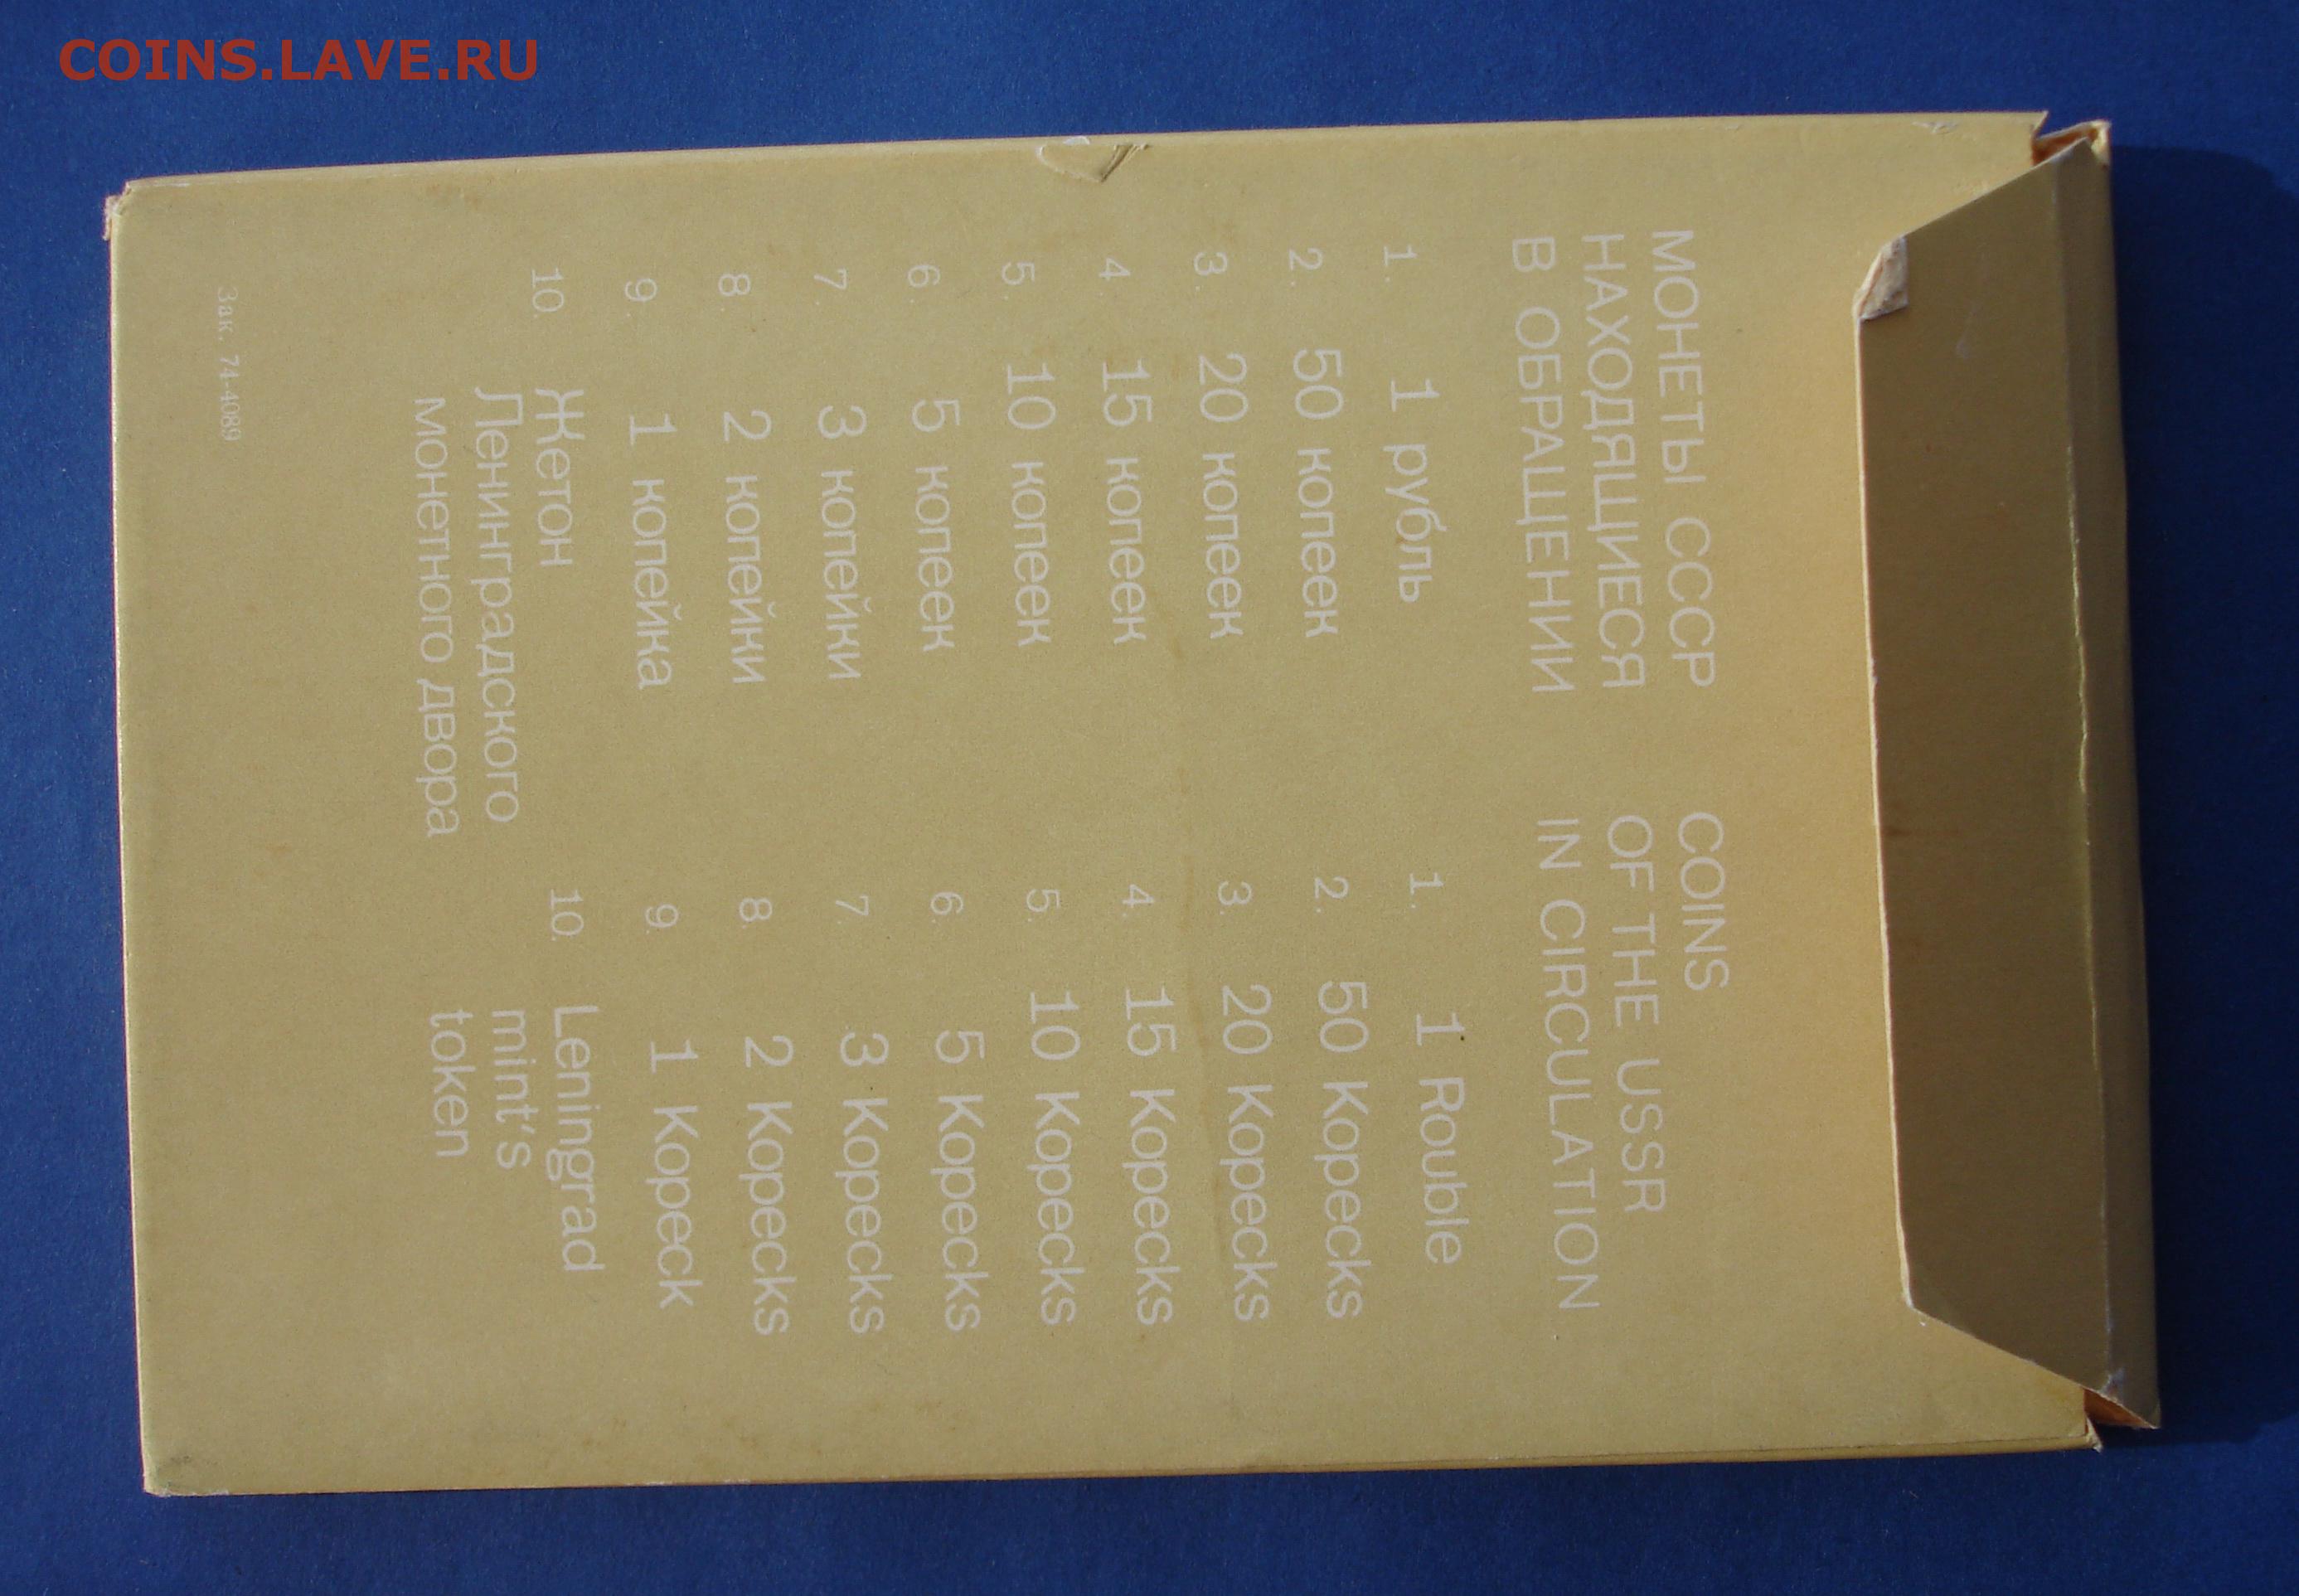 COINS.LAVE.RU
МОНЕТЫ СССР
НАХОДЯЩИЕСЯ
В ОБРАЩЕНИИ
1. 1 рубль
2. 50 копеек
3. 20 копеек
4 15 копеек
5. 10 копеек
6. 5 копеек
7. 3 копейки
8 2 копейки
9. 1 копейка
10. Жетон
Ленинградского
монетного двора
COINS
OF THE USSR
IN CIRCULATION
1. 1 Rouble
2. 50 Kopecks
3. 20 Kopecks
4. 15 Kopecks
5. 10 Kopecks
6. 5 Kopecks
7. 3 Kopecks
8. 2 Kopecks
9. 1 Kopeck
10. Leningrad
mint's
token
Зак. 74-4089